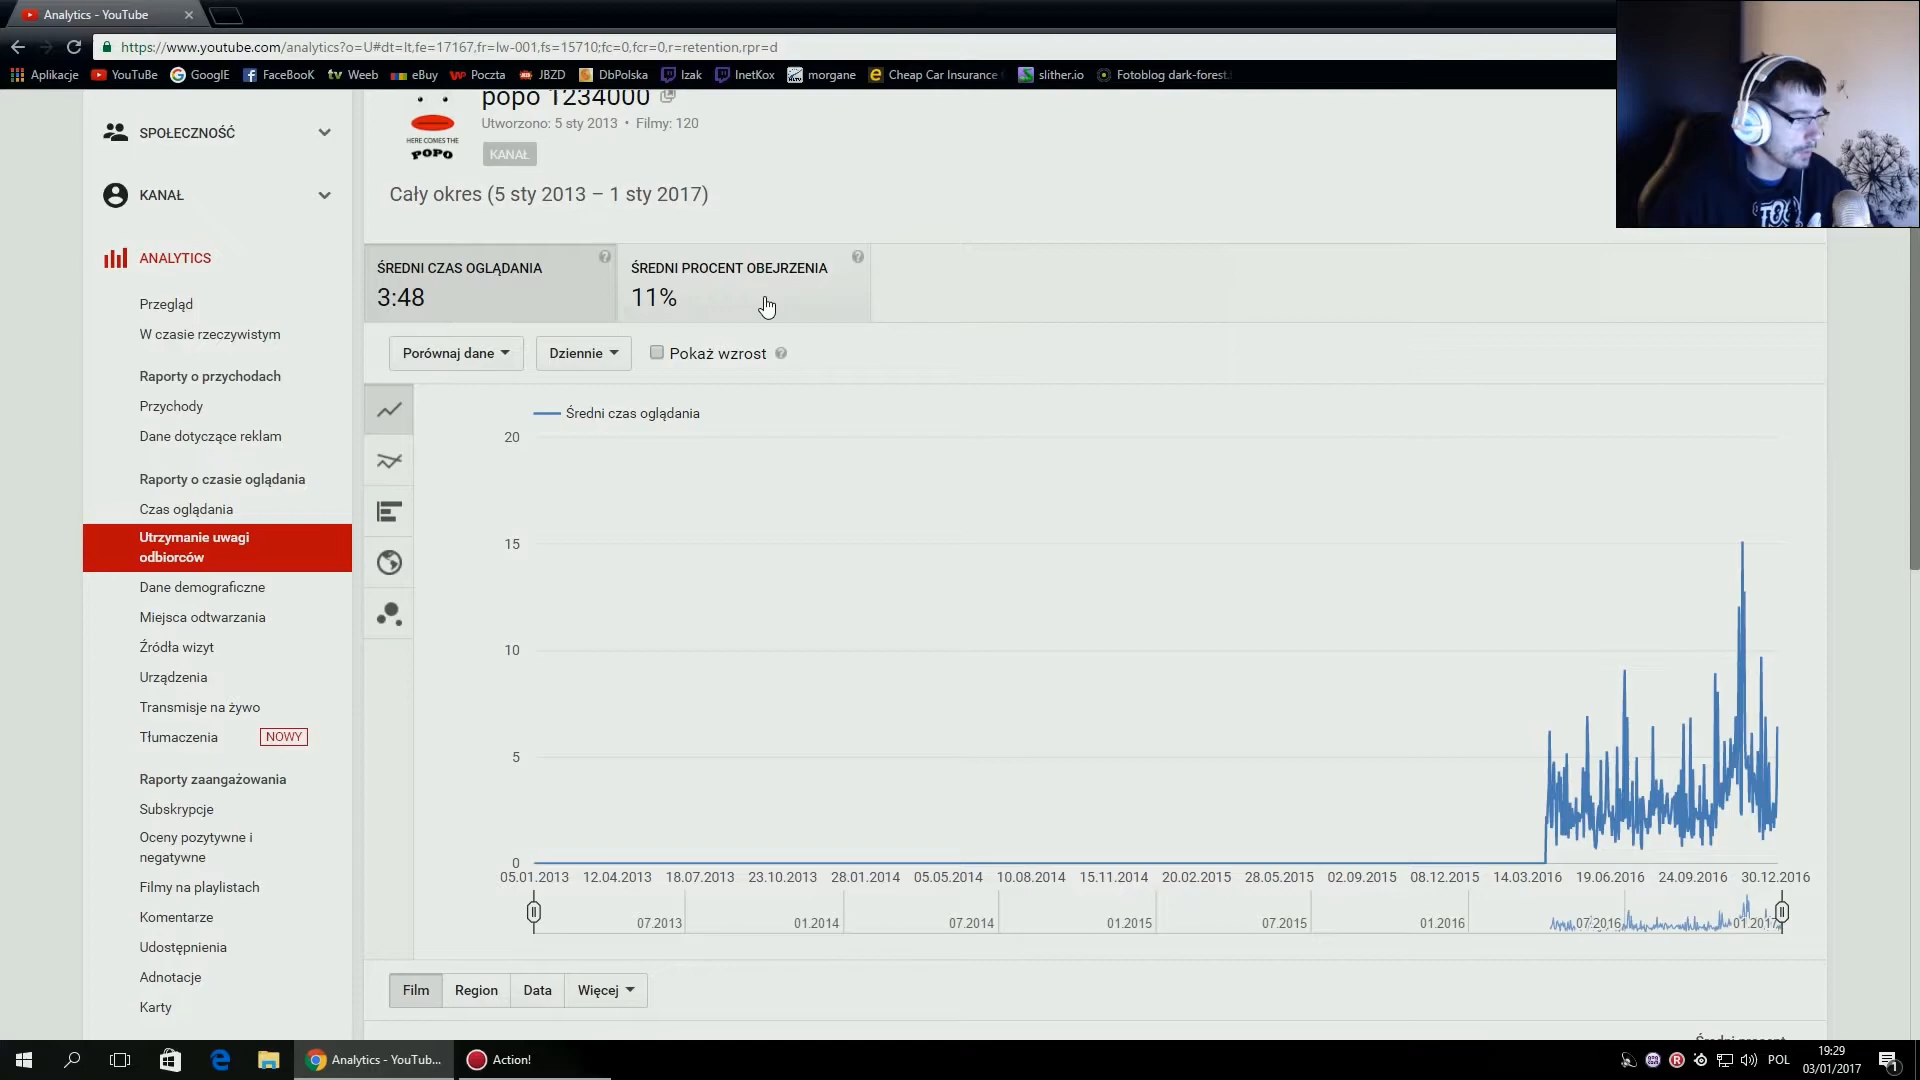 Analytics - YouTube
https://www.youtube.com/analytics?o=U#dt=lt,fe=17167,fr=lw-001,fs=15710;fc=0,fcr=0,r=retention,rpr=d
Aplikacje YouTuBe GooglE FaceBooK Weeb eBuy Poczta JBZD DbPolska Izak InetKox morgane Cheap Car Insurance slither.io Fotoblog dark-forest
popo 1234000
Utworzono: 5 sty 2013 • Filmy: 120
HERE COMES THE
POPO
KANAŁ
Cały okres (5 sty 2013 – 1 sty 2017)
SPOŁECZNOŚĆ
KANAŁ
ANALYTICS
Przegląd
W czasie rzeczywistym
Raporty o przychodach
Przychody
Dane dotyczące reklam
Raporty o czasie oglądania
Czas oglądania
Utrzymanie uwagi
odbiorców
Dane demograficzne
Miejsca odtwarzania
Źródła wizyt
Urządzenia
Transmisje na żywo
Tłumaczenia NOWY
Raporty zaangażowania
Subskrypcje
Oceny pozytywne i
negatywne
Filmy na playlistach
Komentarze
Udostępnienia
Adnotacje
Karty
ŚREDNI CZAS OGLĄDANIA ?
3:48
ŚREDNI PROCENT OBEJRZENIA ?
11%
Porównaj dane Dziennie Pokaż wzrost ?
Średni czas oglądania
20
15
10
5
0
05.01.2013 12.04.2013 18.07.2013 23.10.2013 28.01.2014 05.05.2014 10.08.2014 15.11.2014 20.02.2015 28.05.2015 02.09.2015 08.12.2015 14.03.2016 19.06.2016 24.09.2016 30.12.2016
07.2013 01.2014 07.2014 01.2015 07.2015 01.2016 07.2016 01.2017
Film Region Data Więcej
Średni procent
Analytics - YouTub... Action!
POL
19:29
03/01/2017
1